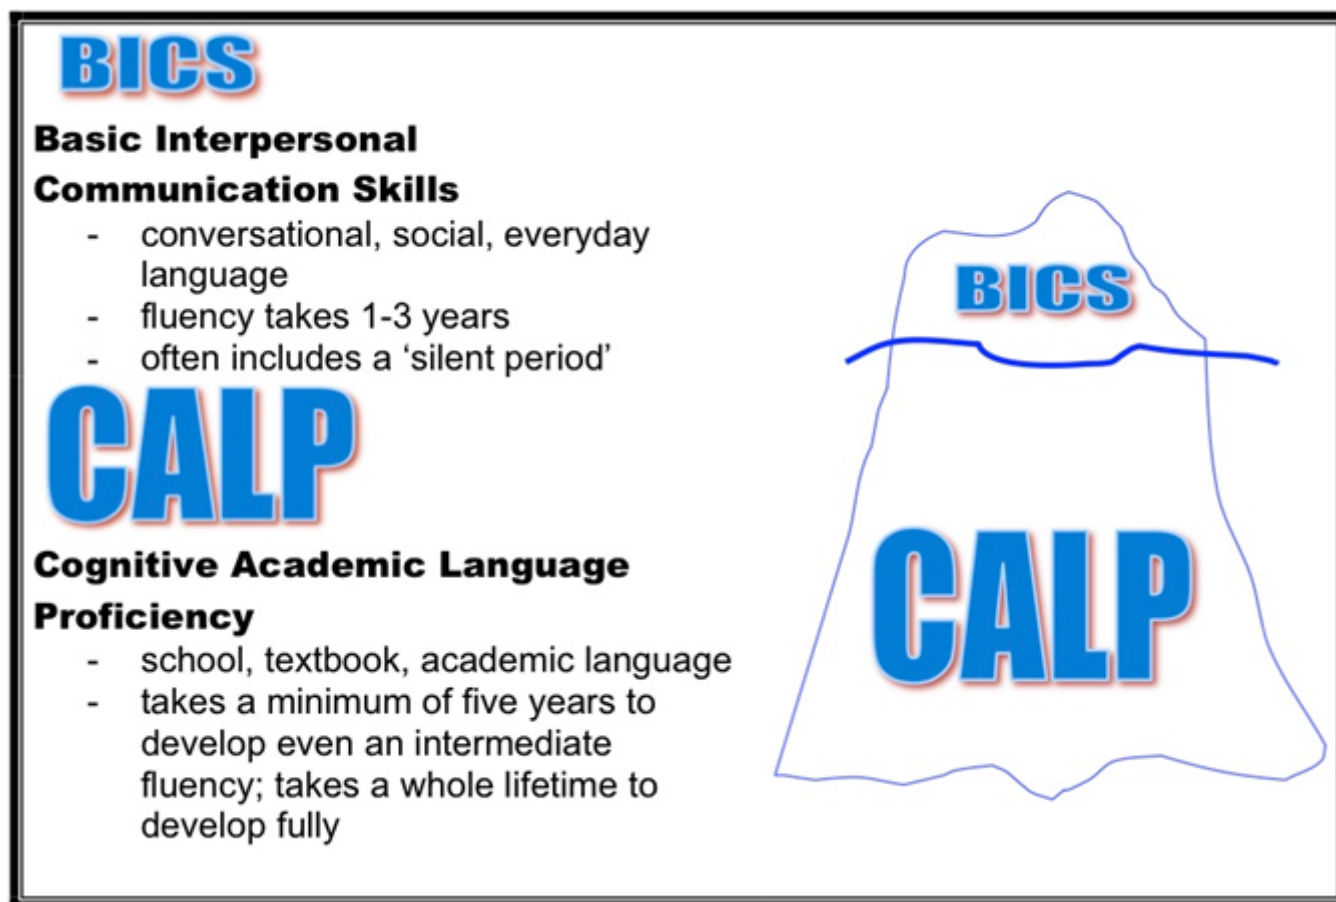 BICS
Basic Interpersonal
Communication Skills
- conversational, social, everyday
language
- fluency takes 1-3 years
- often includes a ‘silent period’
CALP
Cognitive Academic Language
Proficiency
- school, textbook, academic language
- takes a minimum of five years to
develop even an intermediate
fluency; takes a whole lifetime to
develop fully
BICS
CALP